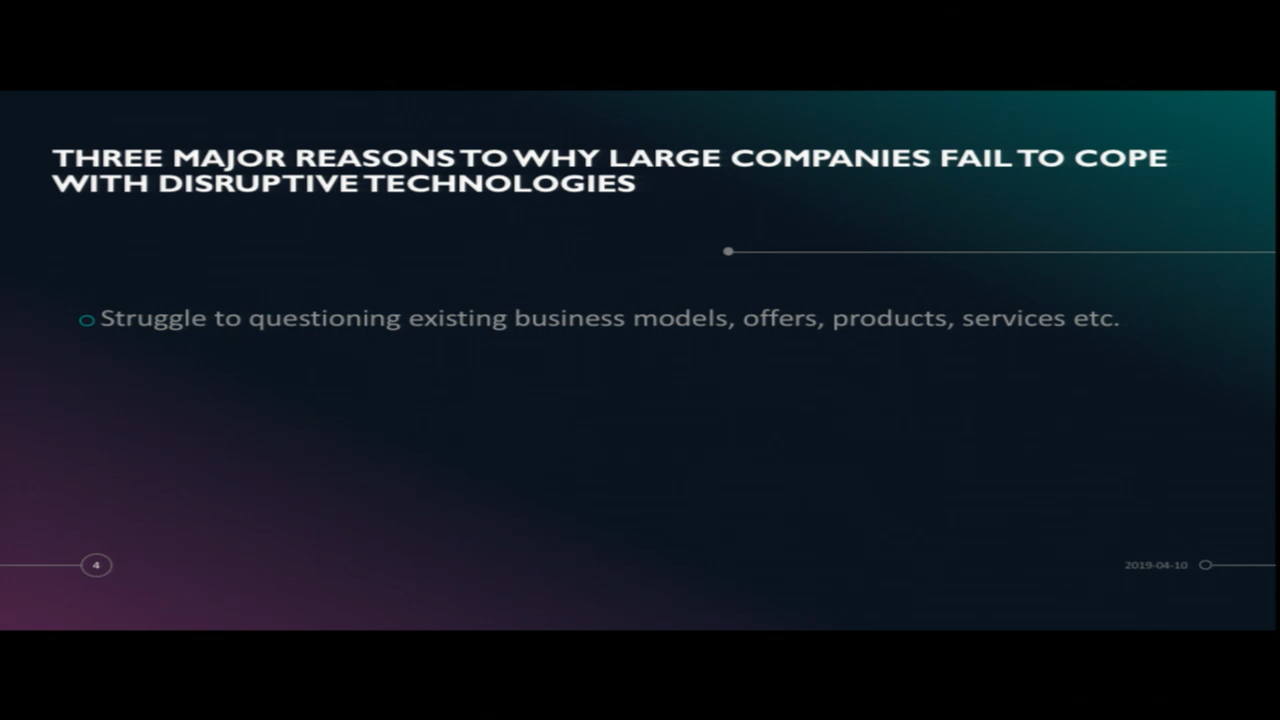 THREE MAJOR REASONS TO WHY LARGE COMPANIES FAIL TO COPE
WITH DISRUPTIVE TECHNOLOGIES
Struggle to questioning existing business models, offers, products, services etc.
4
2019-04-10